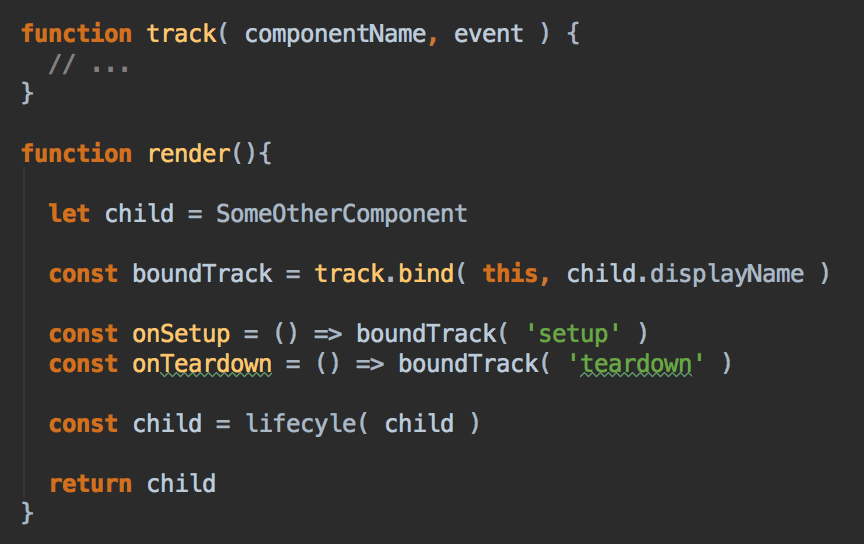 function track( componentName, event ) {
  // ...
}
function render(){
  let child = SomeOtherComponent
  const boundTrack = track.bind( this, child.displayName )
  const onSetup = () => boundTrack( 'setup' )
  const onTeardown = () => boundTrack( 'teardown' )
  const child = lifecyle( child )
  return child
}